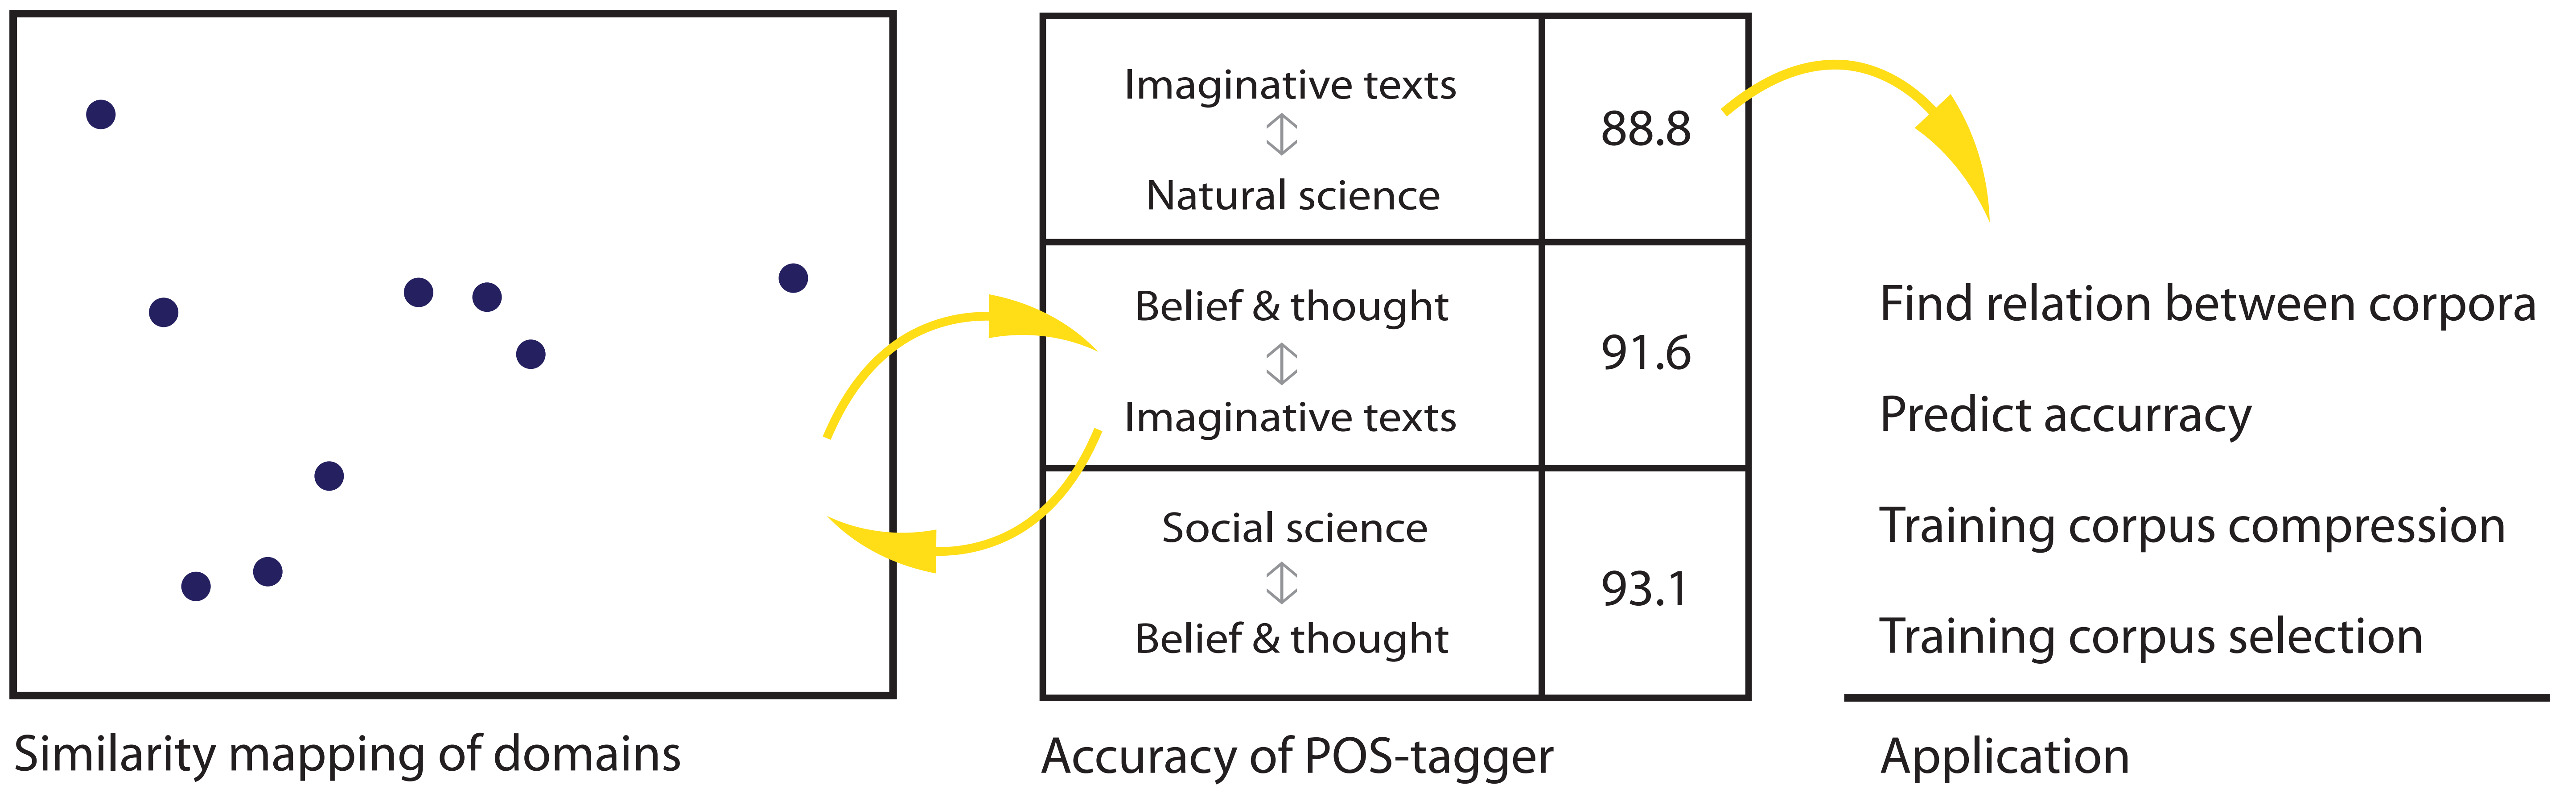 Imaginative texts
Natural science
88.8
Belief & thought
Imaginative texts
91.6
Social science
Belief & thought
93.1
Find relation between corpora
Predict accurracy
Training corpus compression
Training corpus selection
Similarity mapping of domains
Accuracy of POS-tagger
Application